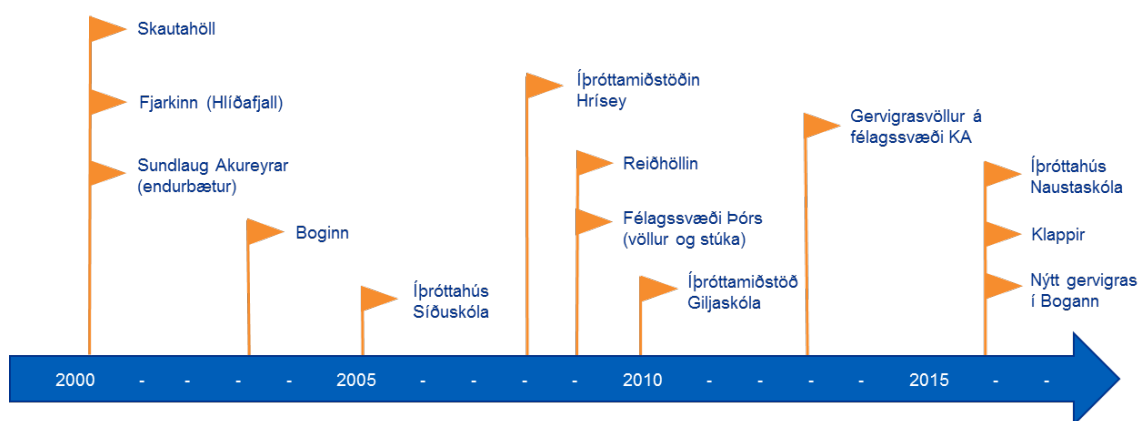 Skautahöll
Fjarkinn (Hlíðafjall)
Sundlaug Akureyrar
(endurbætur)
Boginn
Íþróttahús
Síðuskóla
Íþróttamiðstöðin
Hrísey
Reiðhöllin
Félagssvæði Þórs
(völlur og stúka)
Íþróttamiðstöð
Giljaskóla
Gervigrasvöllur á
félagssvæði KA
Íþróttahús
Naustaskóla
Klappir
Nýtt gervigras
í Bogann
2000 - - - - 2005 - - - - 2010 - - - - 2015 - -